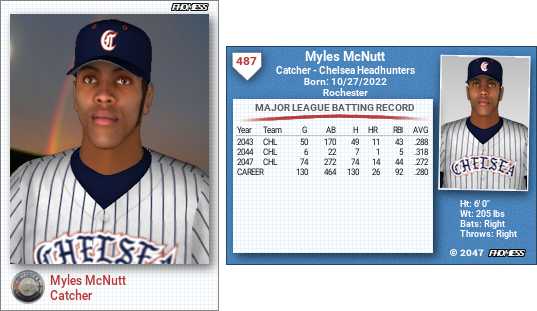 PHOMESS
C
CHELSEA
Myles McNutt
Catcher
487
Myles McNutt
Catcher - Chelsea Headhunters
Born: 10/27/2022
Rochester
MAJOR LEAGUE BATTING RECORD
Year Team G AB H HR RBI AVG
2043 CHL 50 170 49 11 43 .288
2044 CHL 6 22 7 1 5 .318
2047 CHL 74 272 74 14 44 .272
CAREER 130 464 130 26 92 .280
C
CHELSEA
Ht: 6' 0"
Wt: 205 lbs
Bats: Right
Throws: Right
© 2047 PHOMESS